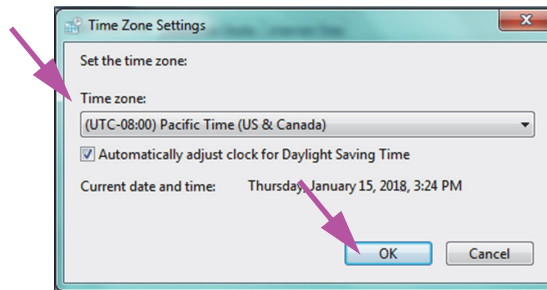 Time Zone Settings
Set the time zone:
Time zone:
(UTC-08:00) Pacific Time (US & Canada)
Automatically adjust clock for Daylight Saving Time
Current date and time: Thursday, January 15, 2018, 3:24 PM
OK Cancel